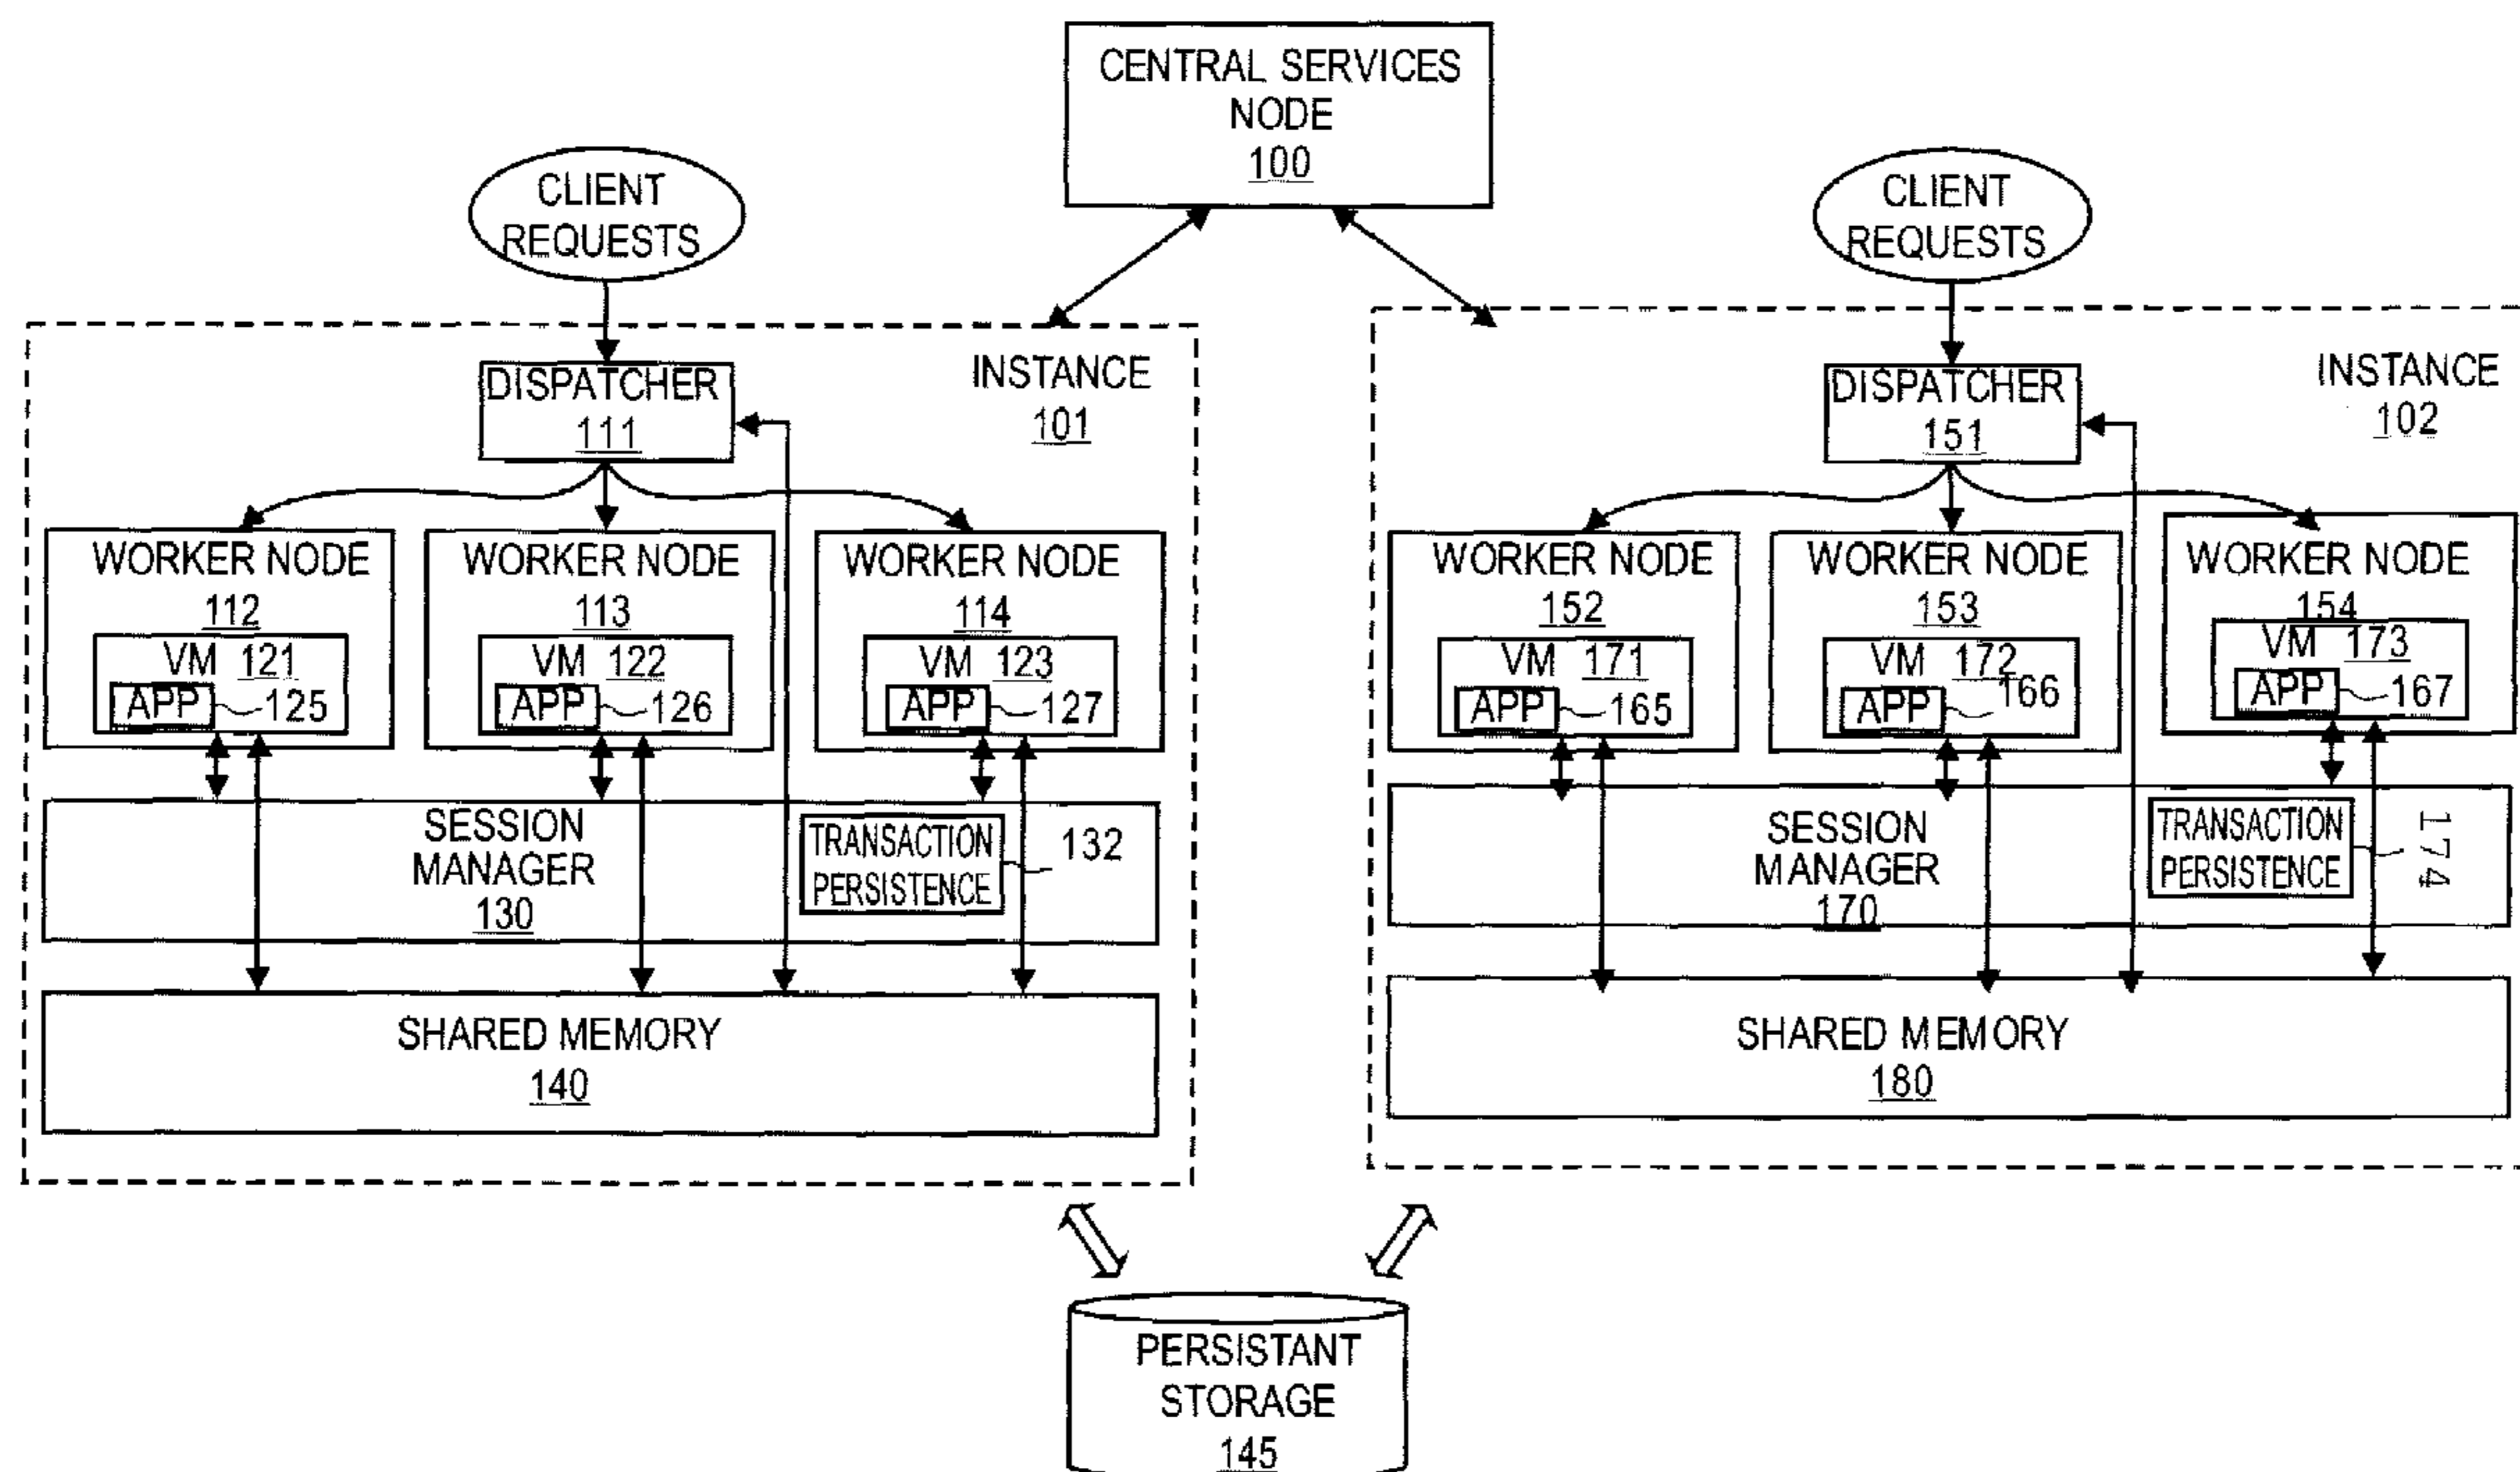 CENTRAL SERVICES
NODE
100
CLIENT
REQUESTS
CLIENT
REQUESTS
INSTANCE
101
DISPATCHER
111
WORKER NODE
112
VM 121
APP
125
WORKER NODE
113
VM 122
APP
126
WORKER NODE
114
VM 123
APP
127
SESSION
MANAGER
130
TRANSACTION
PERSISTENCE
132
SHARED MEMORY
140
INSTANCE
102
DISPATCHER
151
WORKER NODE
152
VM 171
APP
165
WORKER NODE
153
VM 172
APP
166
WORKER NODE
154
VM 173
APP
167
SESSION
MANAGER
170
TRANSACTION
PERSISTENCE
174
SHARED MEMORY
180
PERSISTANT
STORAGE
145